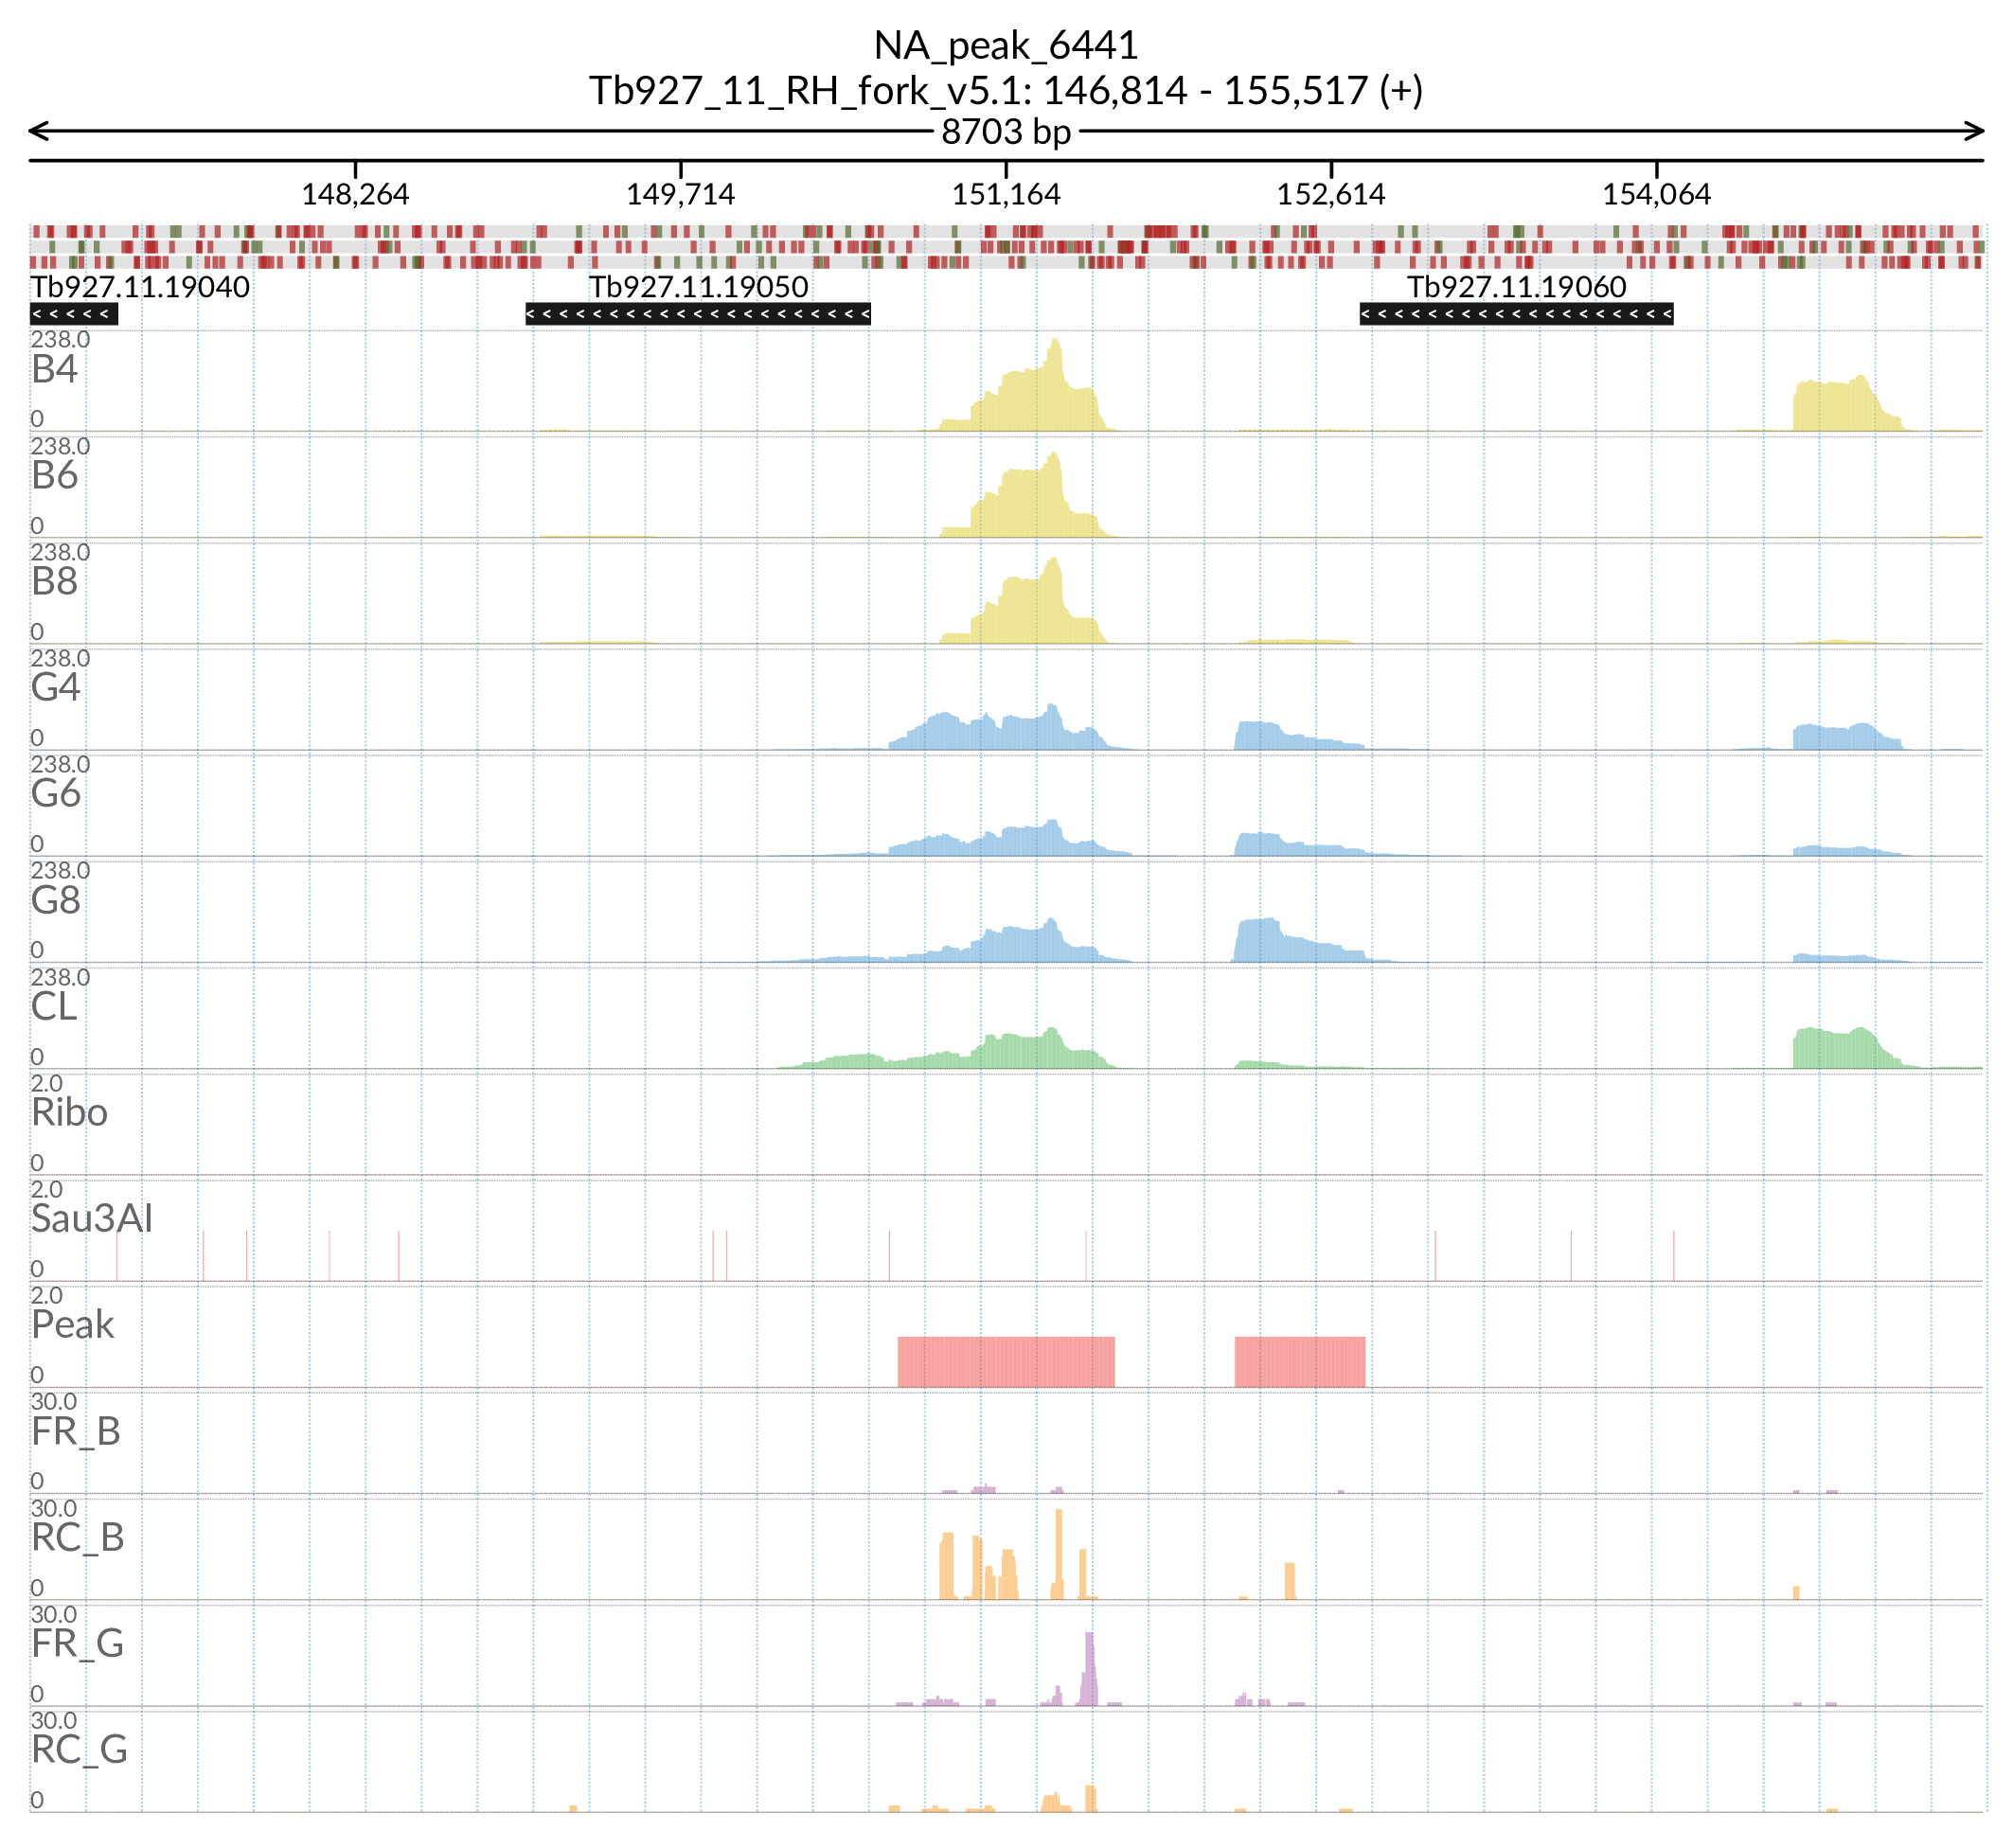 NA_peak_6441
Tb927_11_RH_fork_v5.1: 146,814 - 155,517 (+)
8703 bp
148,264 149,714 151,164 152,614 154,064
Tb927.11.19040 Tb927.11.19050 Tb927.11.19060
238.0
B4
0
238.0
B6
0
238.0
B8
0
238.0
G4
0
238.0
G6
0
238.0
G8
0
238.0
CL
0
2.0
Ribo
0
2.0
Sau3AI
0
2.0
Peak
0
30.0
FR_B
0
30.0
RC_B
0
30.0
FR_G
0
30.0
RC_G
0